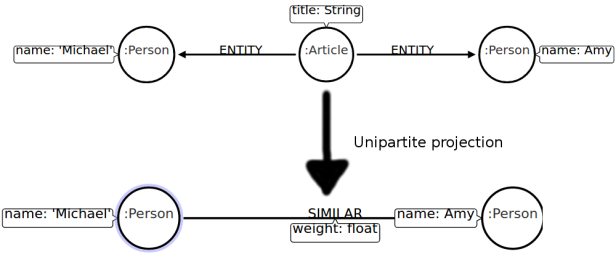 title: String
name: 'Michael'
:Person
ENTITY
:Article
ENTITY
:Person
name: Amy
Unipartite projection
name: 'Michael'
:Person
SIMILAR
weight: float
name: Amy
:Person